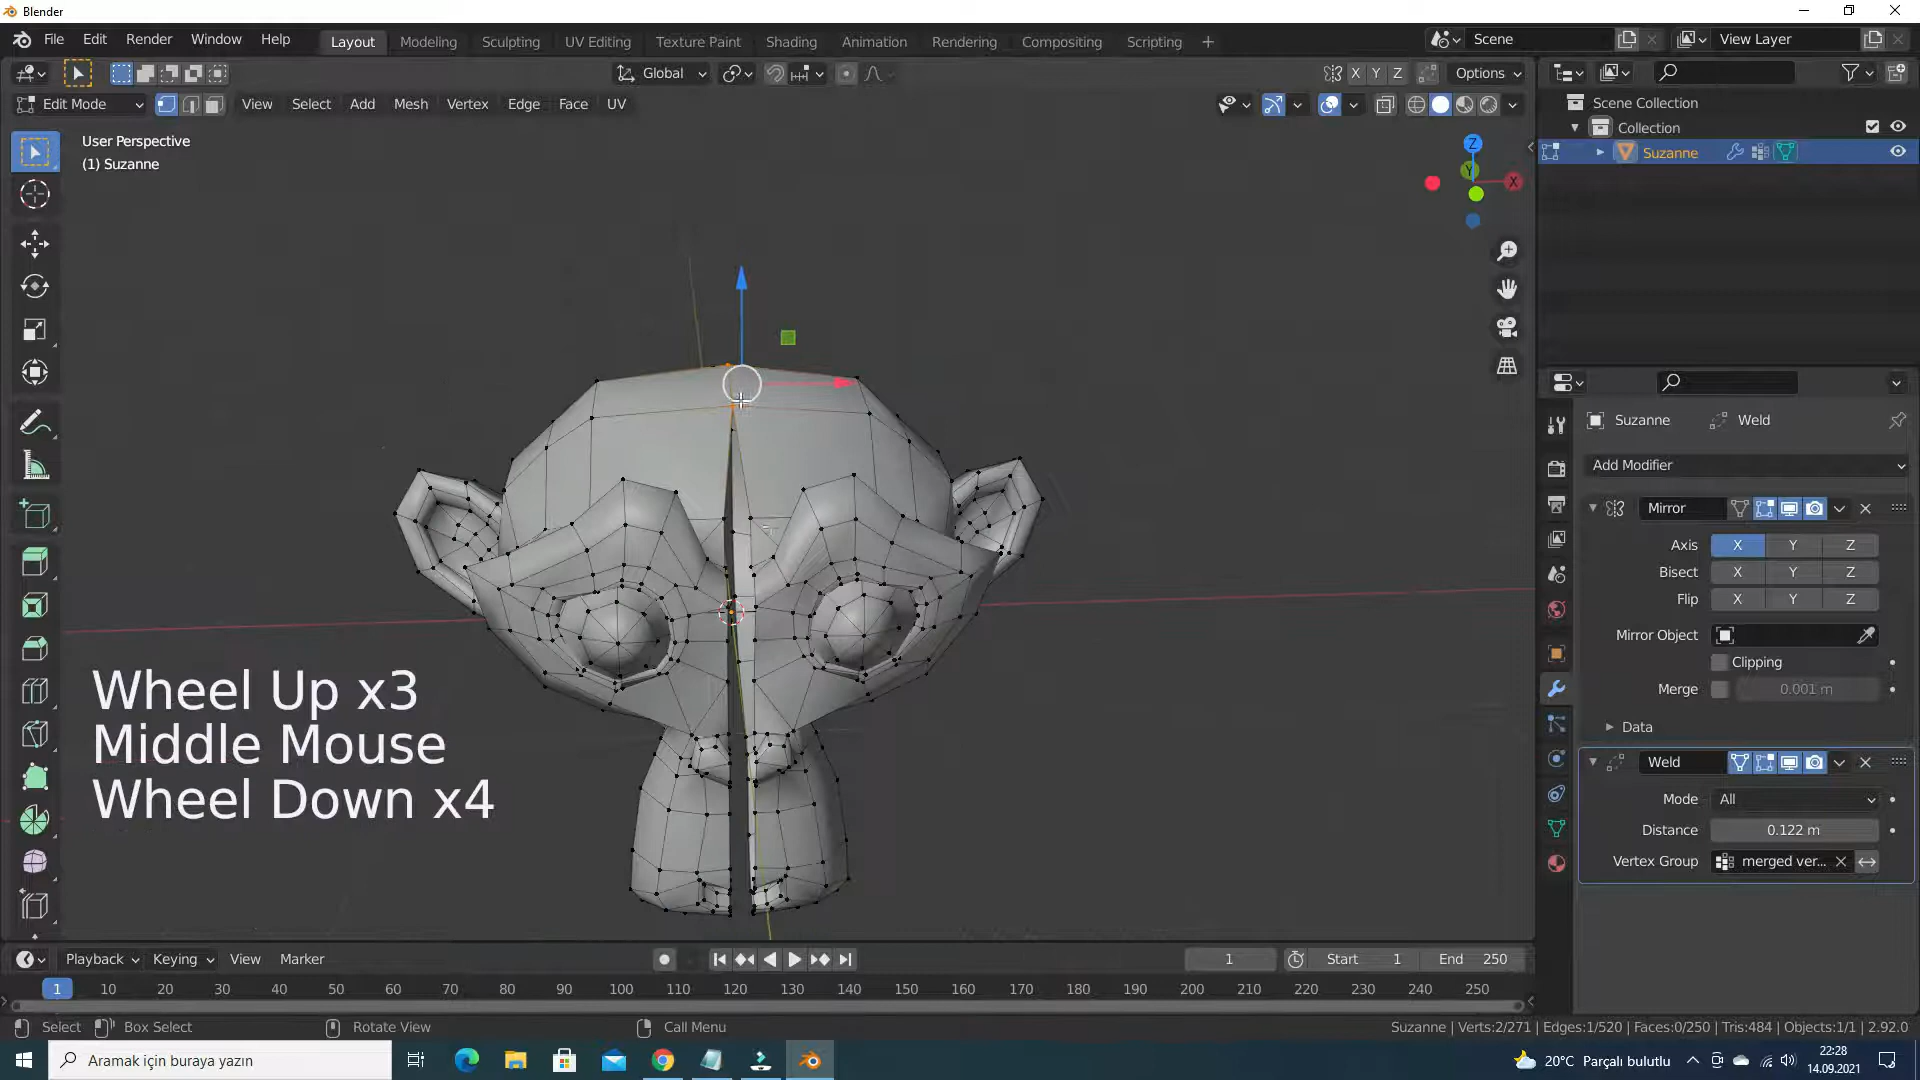 Blender
File Edit Render Window Help
Layout Modeling Sculpting UV Editing Texture Paint Shading Animation Rendering Compositing Scripting +
Scene
View Layer
Global
X Y Z
Options
Edit Mode
View Select Add Mesh Vertex Edge Face UV
User Perspective
(1) Suzanne
Z
Y
X
Scene Collection
Collection
Suzanne
Suzanne
Weld
Add Modifier
Mirror
Axis X Y Z
Bisect X Y Z
Flip X Y Z
Mirror Object
Clipping
Merge 0.001 m
Data
Weld
Mode All
Distance 0.122 m
Vertex Group merged ver...
Wheel Up x3
Middle Mouse
Wheel Down x4
Playback Keying View Marker
1
Start 1
End 250
1 10 20 30 40 50 60 70 80 90 100 110 120 130 140 150 160 170 180 190 200 210 220 230 240 250
Select Box Select Rotate View Call Menu
Suzanne | Verts:2/271 | Edges:1/520 | Faces:0/250 | Tris:484 | Objects:1/1 | 2.92.0
Aramak için buraya yazın
20°C Parçalı bulutlu
22:28
14.09.2021